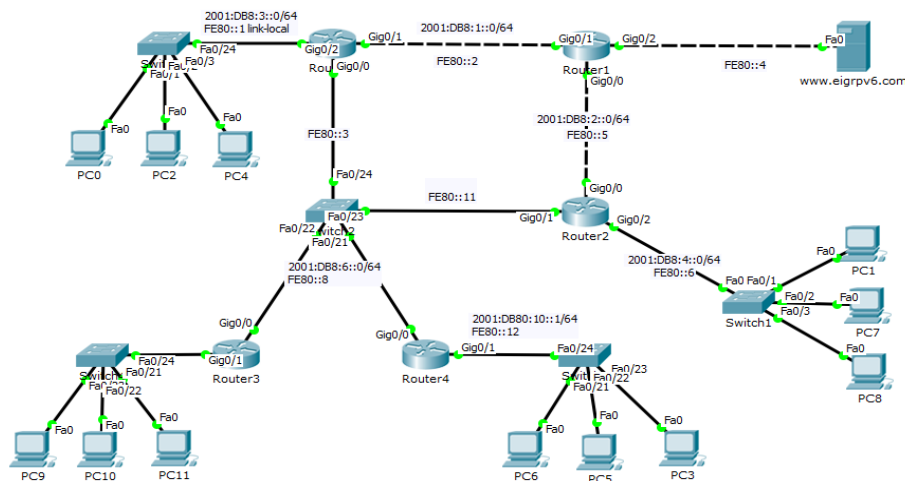 2001:DB8:3::0/64
FE80::1 link-local
Fa0/24
Gig0/2
Gig0/1
2001:DB8:1::0/64
Gig0/1
Gig0/2
Fa0
FE80::2
FE80::4
Router1
www.eigrpv6.com
Fa0/3
Fa0/2
Fa0/1
Gig0/0
Gig0/0
Fa0
Fa0
Fa0
PC0
PC2
PC4
FE80::3
2001:DB8:2::0/64
FE80::5
Fa0/24
Gig0/0
FE80::11
Fa0/23
Fa0/22
Switch2
Fa0/21
Gig0/1
Gig0/2
Router2
2001:DB8:6::0/64
FE80::8
2001:DB8:4::0/64
FE80::6
Fa0
PC1
Fa0
Fa0/1
Fa0/2
Fa0
Fa0/3
Switch1
PC7
Fa0
PC8
Gig0/0
Gig0/0
2001:DB80:10::1/64
FE80::12
Fa0/24
Gig0/1
Router3
Gig0/1
Router4
Fa0/24
Fa0/21
Fa0/22
Fa0/23
Fa0/22
Fa0/21
Fa0
Fa0
Fa0
PC9
PC10
PC11
Fa0
Fa0
Fa0
PC6
PC5
PC3